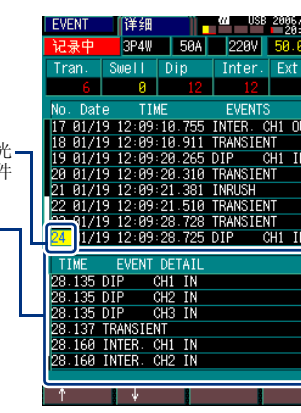 EVENT 详细 USB 2006/
20:
记录中 3P4W 50A 220V 50.0
Tran. Swell Dip Inter. Ext
6 0 12 12
No. Date TIME EVENTS
17 01/19 12:09:10.755 INTER. CH1 OU
18 01/19 12:09:10.911 TRANSIENT
19 01/19 12:09:20.265 DIP CH1 IN
20 01/19 12:09:20.310 TRANSIENT
21 01/19 12:09:21.381 INRUSH
22 01/19 12:09:21.510 TRANSIENT
23 01/19 12:09:28.728 TRANSIENT
24 01/19 12:09:28.725 DIP CH1 IN
光
件
TIME EVENT DETAIL
28.135 DIP CH1 IN
28.135 DIP CH2 IN
28.135 DIP CH3 IN
28.137 TRANSIENT
28.160 INTER. CH1 IN
28.160 INTER. CH2 IN
↑ ↓